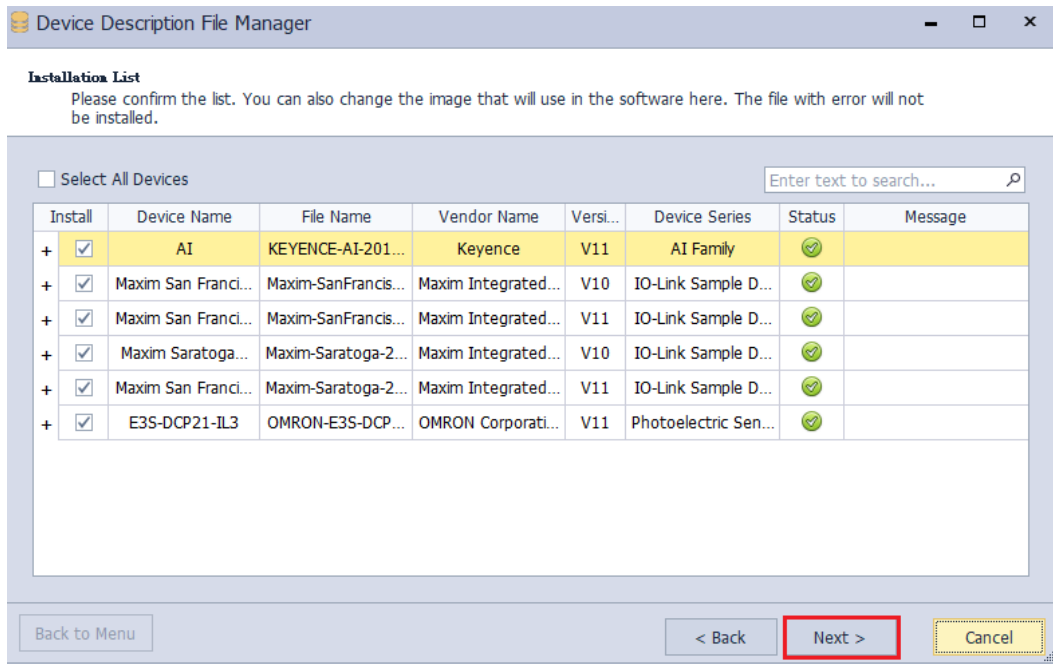 Device Description File Manager
Installation List
Please confirm the list. You can also change the image that will use in the software here. The file with error will not
be installed.
Select All Devices
Enter text to search...
Install Device Name File Name Vendor Name Versi... Device Series Status Message
+ AI KEYENCE-AI-201... Keyence V11 AI Family
+ Maxim San Franci... Maxim-SanFrancis... Maxim Integrated... V10 IO-Link Sample D...
+ Maxim San Franci... Maxim-SanFrancis... Maxim Integrated... V11 IO-Link Sample D...
+ Maxim Saratoga... Maxim-Saratoga-2... Maxim Integrated... V10 IO-Link Sample D...
+ Maxim San Franci... Maxim-Saratoga-2... Maxim Integrated... V11 IO-Link Sample D...
+ E3S-DCP21-IL3 OMRON-E3S-DCP... OMRON Corporati... V11 Photoelectric Sen...
Back to Menu < Back Next > Cancel